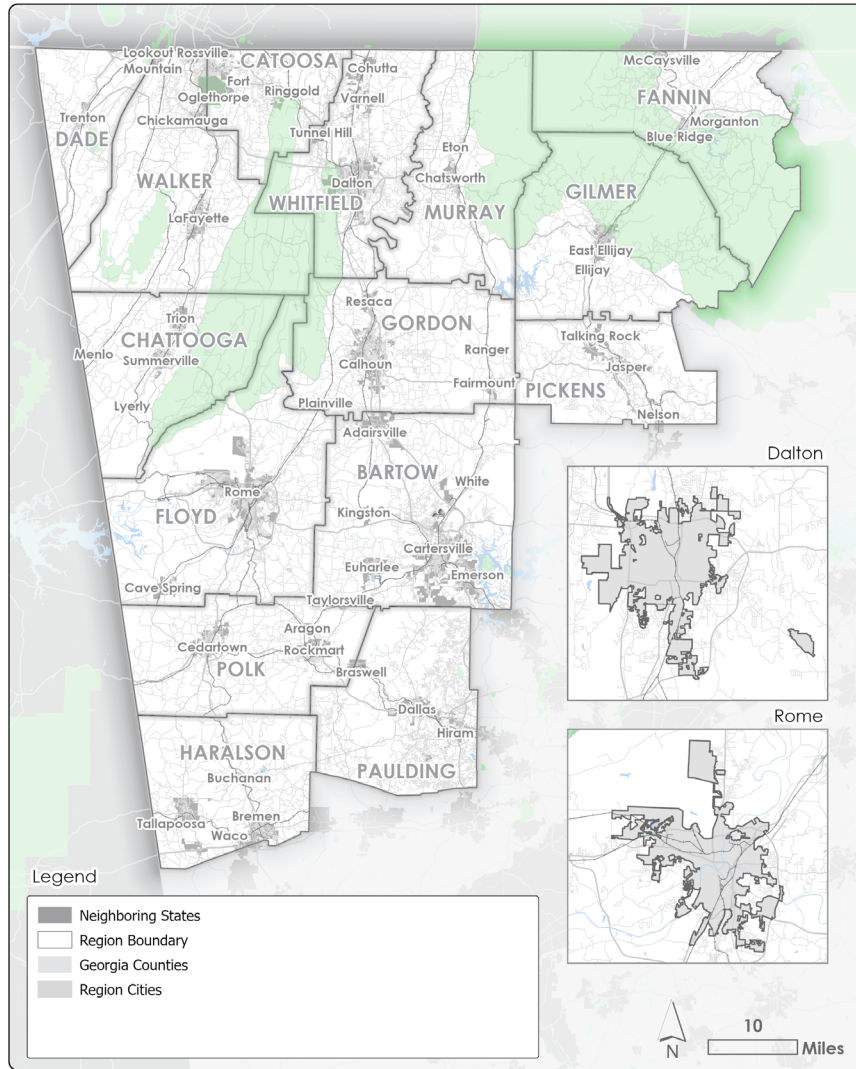 Lookout Rossville
Mountain
CATOOSA
Fort
Oglethorpe
Ringgold
Cohutta
Varnell
McCaysville
FANNIN
Trenton
DADE
Chickamauga
Tunnel Hill
Morganton
Blue Ridge
Eton
WALKER
Dalton
Chatsworth
GILMER
WHITFIELD
MURRAY
LaFayette
East Ellijay
Ellijay
Resaca
Trion
GORDON
CHATTOOGA
Talking Rock
Menlo
Summerville
Calhoun
Ranger
Jasper
Fairmount
PICKENS
Lyerly
Plainville
Nelson
Adairsville
BARTOW
White
Rome
FLOYD
Kingston
Cartersville
Euharlee
Emerson
Cave Spring
Taylorsville
Aragon
Cedartown
Rockmart
POLK
Braswell
Dallas
Hiram
HARALSON
PAULDING
Buchanan
Tallapoosa
Bremen
Waco
Dalton
Rome
Legend
Neighboring States
Region Boundary
Georgia Counties
Region Cities
N
10
Miles